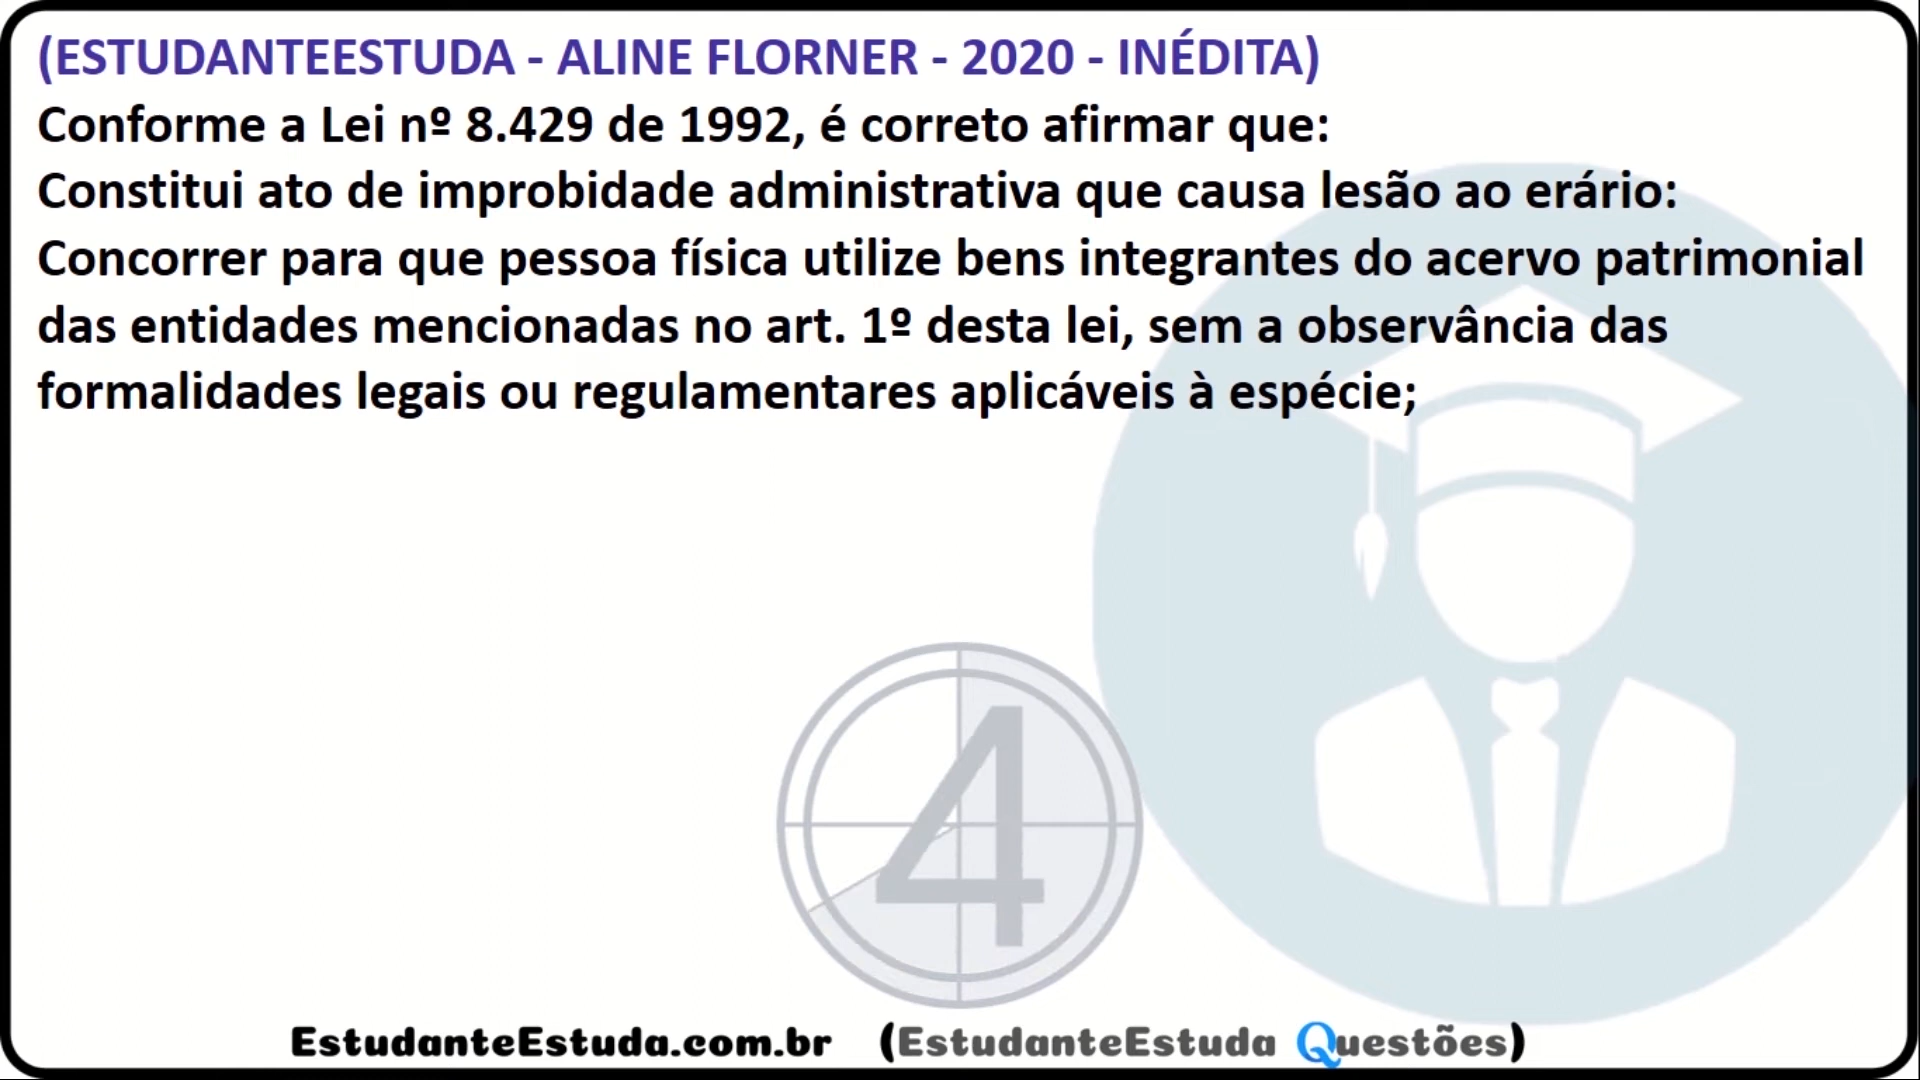 (ESTUDANTEESTUDA - ALINE FLORNER - 2020 - INÉDITA)
Conforme a Lei nº 8.429 de 1992, é correto afirmar que:
Constitui ato de improbidade administrativa que causa lesão ao erário:
Concorrer para que pessoa física utilize bens integrantes do acervo patrimonial
das entidades mencionadas no art. 1º desta lei, sem a observância das
formalidades legais ou regulamentares aplicáveis à espécie;
4
EstudanteEstuda.com.br (EstudanteEstuda Questões)